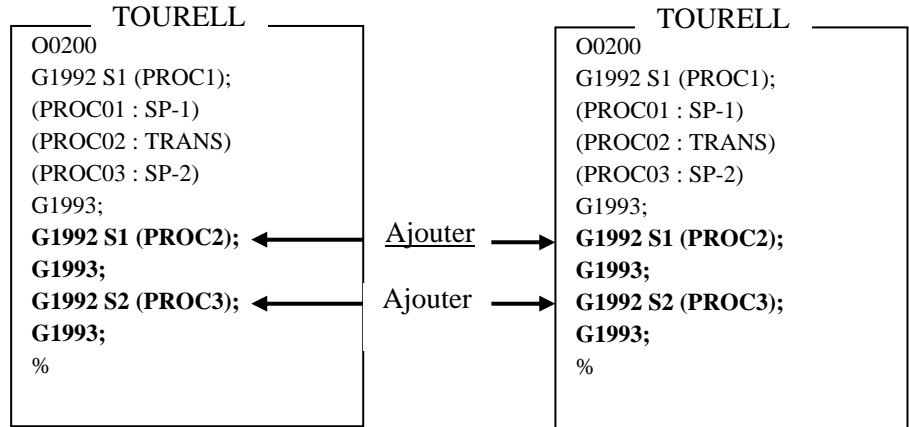 TOURELL
O0200
G1992 S1 (PROC1);
(PROC01 : SP-1)
(PROC02 : TRANS)
(PROC03 : SP-2)
G1993;
G1992 S1 (PROC2);
G1993;
G1992 S2 (PROC3);
G1993;
%
Ajouter
Ajouter
TOURELL
O0200
G1992 S1 (PROC1);
(PROC01 : SP-1)
(PROC02 : TRANS)
(PROC03 : SP-2)
G1993;
G1992 S1 (PROC2);
G1993;
G1992 S2 (PROC3);
G1993;
%